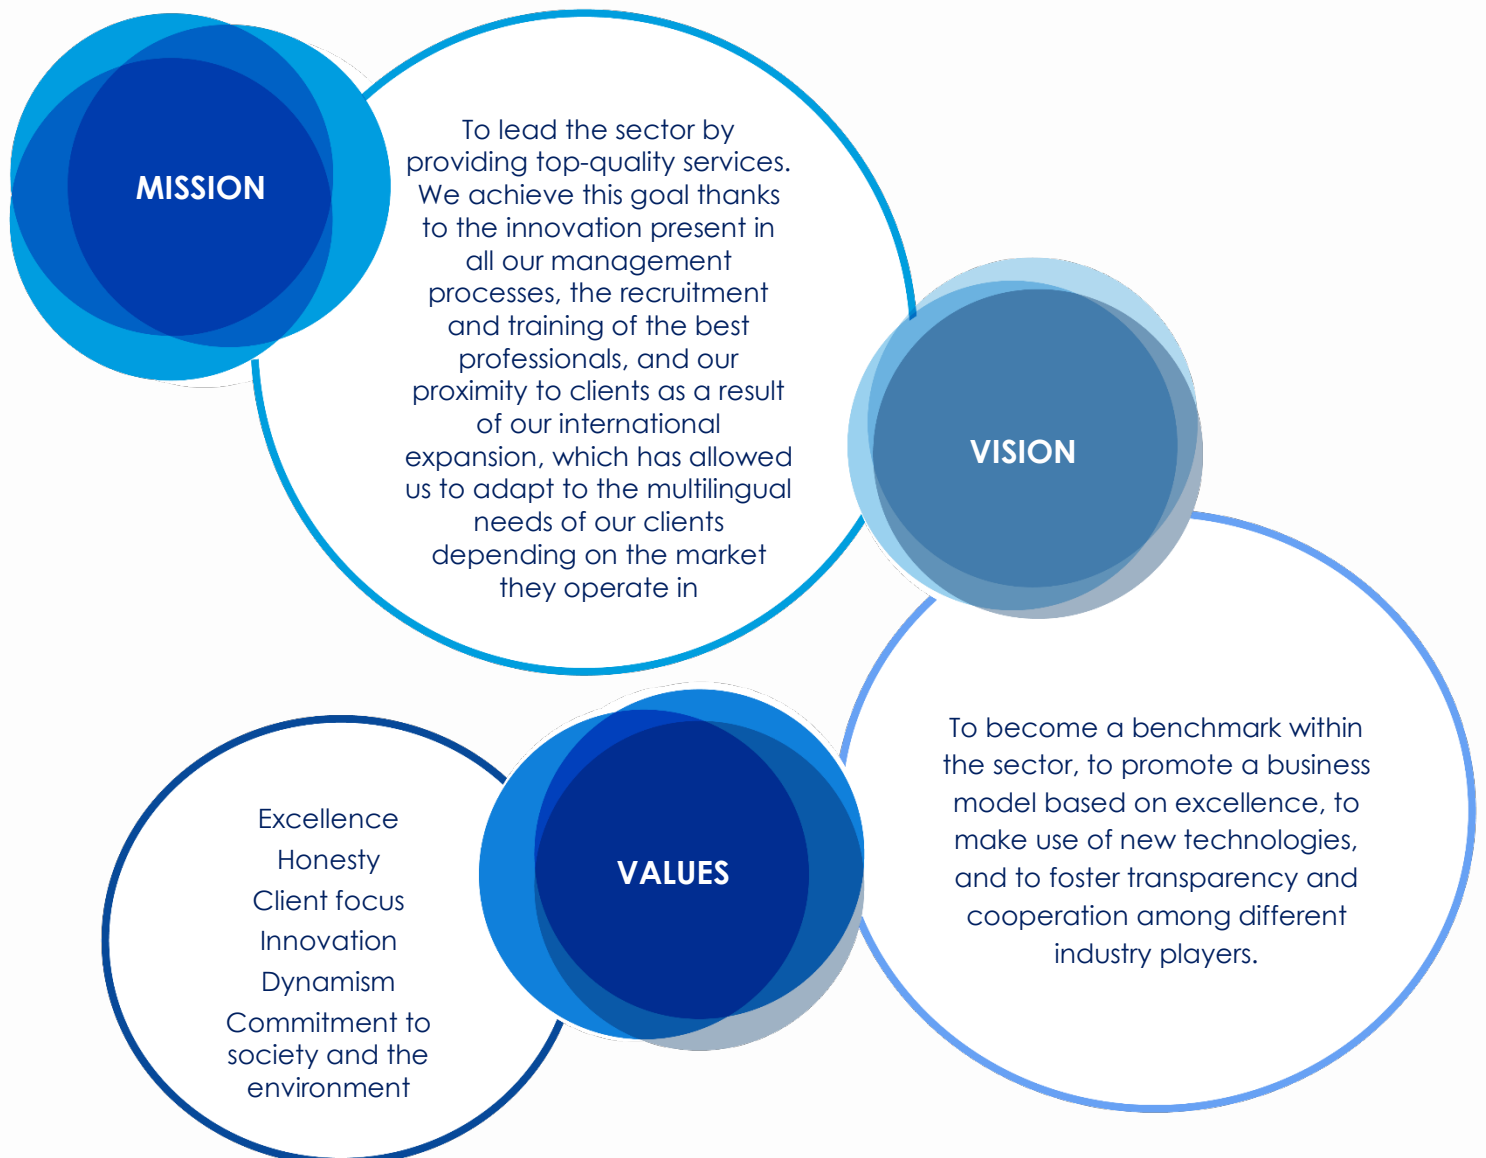 MISSION
To lead the sector by
providing top-quality services.
We achieve this goal thanks
to the innovation present in
all our management
processes, the recruitment
and training of the best
professionals, and our
proximity to clients as a result
of our international
expansion, which has allowed
us to adapt to the multilingual
needs of our clients
depending on the market
they operate in
VISION
To become a benchmark within
the sector, to promote a business
model based on excellence, to
make use of new technologies,
and to foster transparency and
cooperation among different
industry players.
VALUES
Excellence
Honesty
Client focus
Innovation
Dynamism
Commitment to
society and the
environment